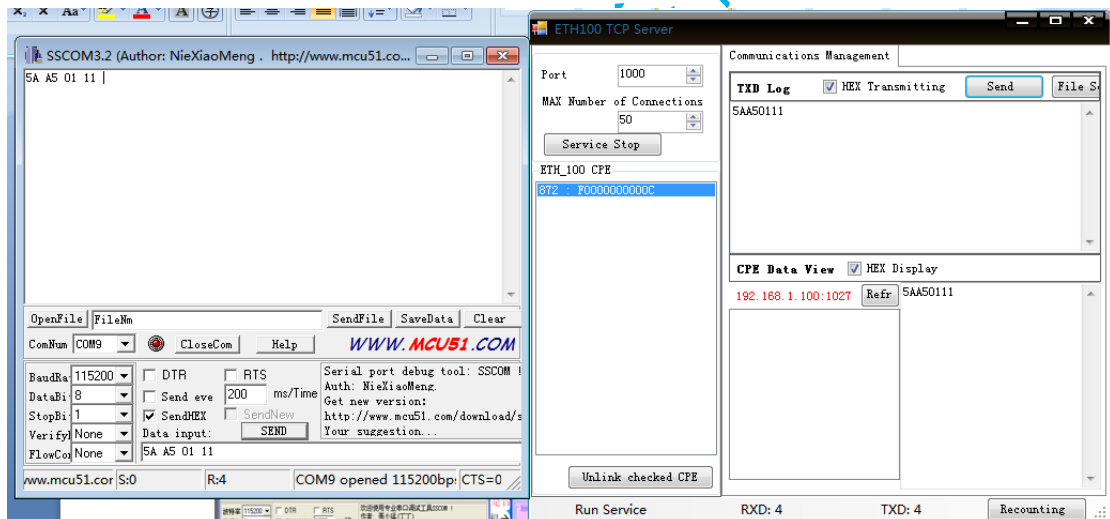 X, X² Aa
SSCOM3.2 (Author: NieXiaoMeng .  http://www.mcu51.co...
5A A5 01 11
OpenFile FileNm SendFile SaveData Clear
ComNum COM9 CloseCom Help WWW.MCU51.COM
BaudRa 115200 DTR RTS
DataBi 8 Send eve 200 ms/Time
StopBi 1 SendHEX SendNew
Verify None Data input: SEND
FlowCo None 5A A5 01 11
Serial port debug tool: SSCOM !
Auth: NieXiaoMeng.
Get new version:
http://www.mcu51.com/download/s
Your suggestion...
www.mcu51.cor S:0 R:4 COM9 opened 115200bp: CTS=0
115200 DTR RTS
ETH100 TCP Server
Port 1000
MAX Number of Connections
50
Service Stop
ETH_100 CPE
872 : F0000000000C
Unlink checked CPE
Communications Management
TXD Log HEX Transmitting Send File S
5AA50111
CPE Data View HEX Display
192.168.1.100:1027 Refr 5AA50111
Run Service RXD: 4 TXD: 4 Recounting